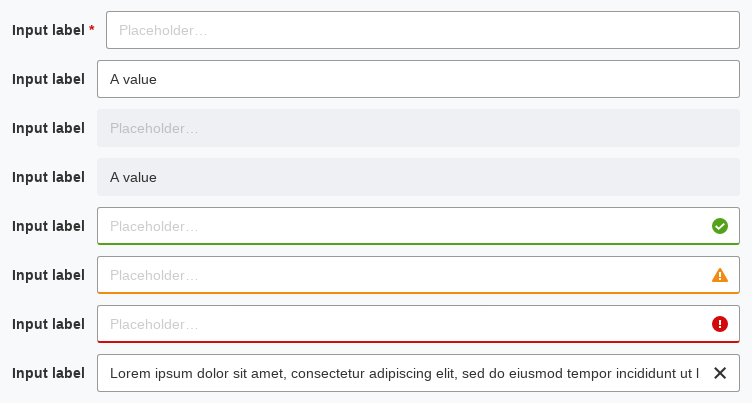 Input label * Placeholder…
Input label A value
Input label Placeholder…
Input label A value
Input label Placeholder…
Input label Placeholder…
Input label Placeholder…
Input label Lorem ipsum dolor sit amet, consectetur adipiscing elit, sed do eiusmod tempor incididunt ut l